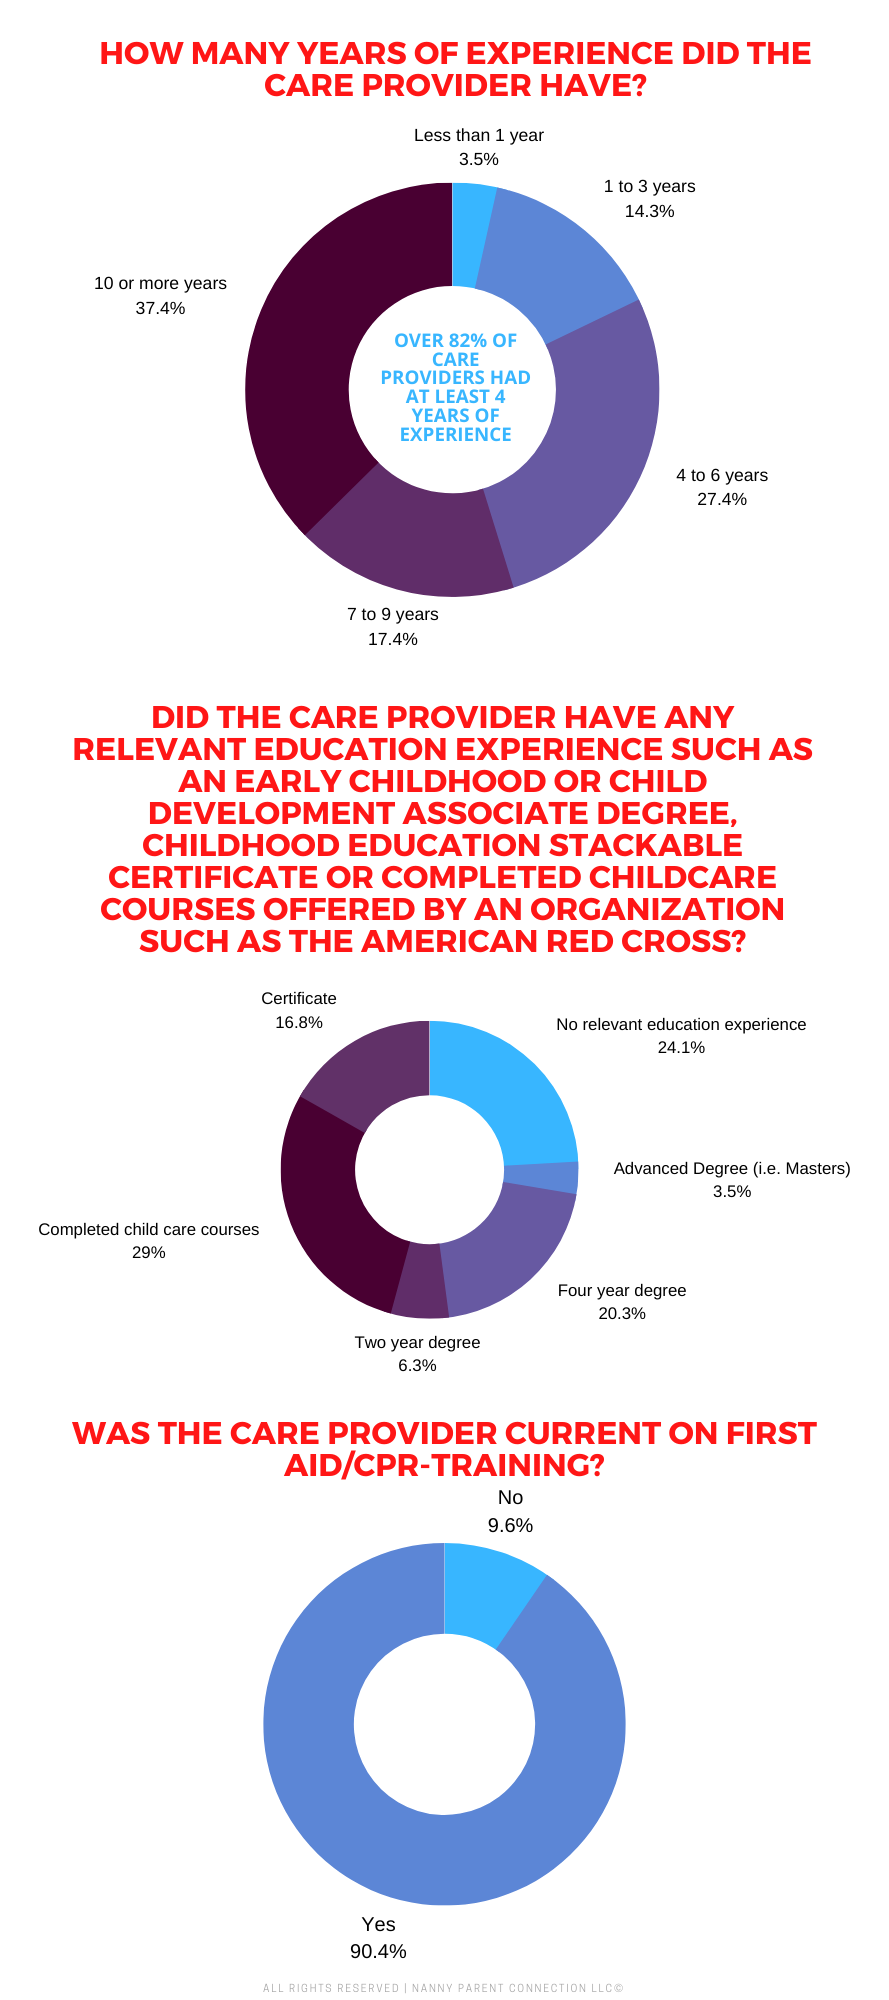 HOW MANY YEARS OF EXPERIENCE DID THE
CARE PROVIDER HAVE?
Less than 1 year
3.5%
1 to 3 years
14.3%
10 or more years
37.4%
OVER 82% OF
CARE
PROVIDERS HAD
AT LEAST 4
YEARS OF
EXPERIENCE
4 to 6 years
27.4%
7 to 9 years
17.4%
DID THE CARE PROVIDER HAVE ANY
RELEVANT EDUCATION EXPERIENCE SUCH AS
AN EARLY CHILDHOOD OR CHILD
DEVELOPMENT ASSOCIATE DEGREE,
CHILDHOOD EDUCATION STACKABLE
CERTIFICATE OR COMPLETED CHILDCARE
COURSES OFFERED BY AN ORGANIZATION
SUCH AS THE AMERICAN RED CROSS?
Certificate
16.8%
No relevant education experience
24.1%
Advanced Degree (i.e. Masters)
3.5%
Completed child care courses
29%
Four year degree
20.3%
Two year degree
6.3%
WAS THE CARE PROVIDER CURRENT ON FIRST
AID/CPR-TRAINING?
No
9.6%
Yes
90.4%
ALL RIGHTS RESERVED | NANNY PARENT CONNECTION LLC©